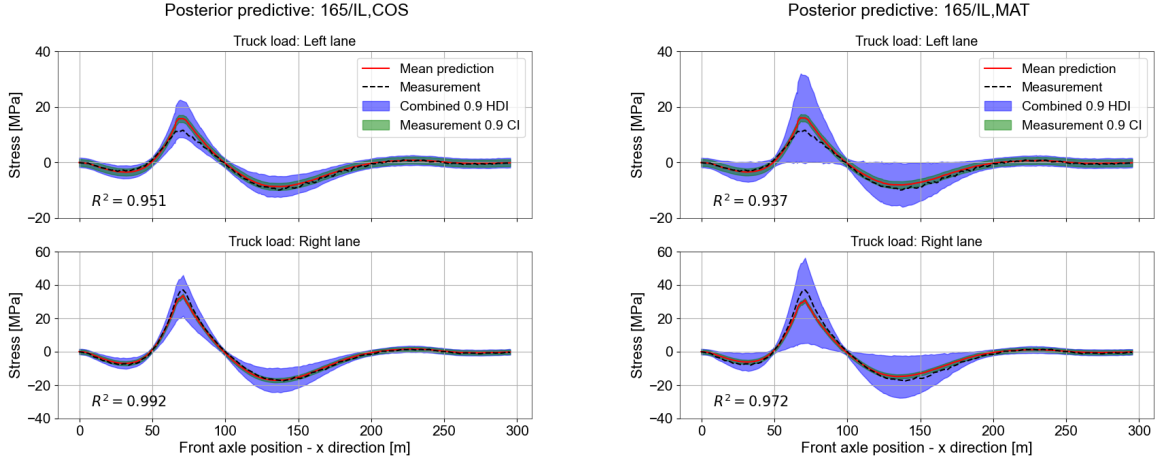 Posterior predictive: 165/IL,COS
Truck load: Left lane
40
20
0
−20
Stress [MPa]
Mean prediction
Measurement
Combined 0.9 HDI
Measurement 0.9 CI
R² = 0.951
Truck load: Right lane
60
40
20
0
−20
−40
Stress [MPa]
R² = 0.992
0 50 100 150 200 250 300
Front axle position - x direction [m]
Posterior predictive: 165/IL,MAT
Truck load: Left lane
40
20
0
−20
Stress [MPa]
Mean prediction
Measurement
Combined 0.9 HDI
Measurement 0.9 CI
R² = 0.937
Truck load: Right lane
60
40
20
0
−20
−40
Stress [MPa]
R² = 0.972
0 50 100 150 200 250 300
Front axle position - x direction [m]